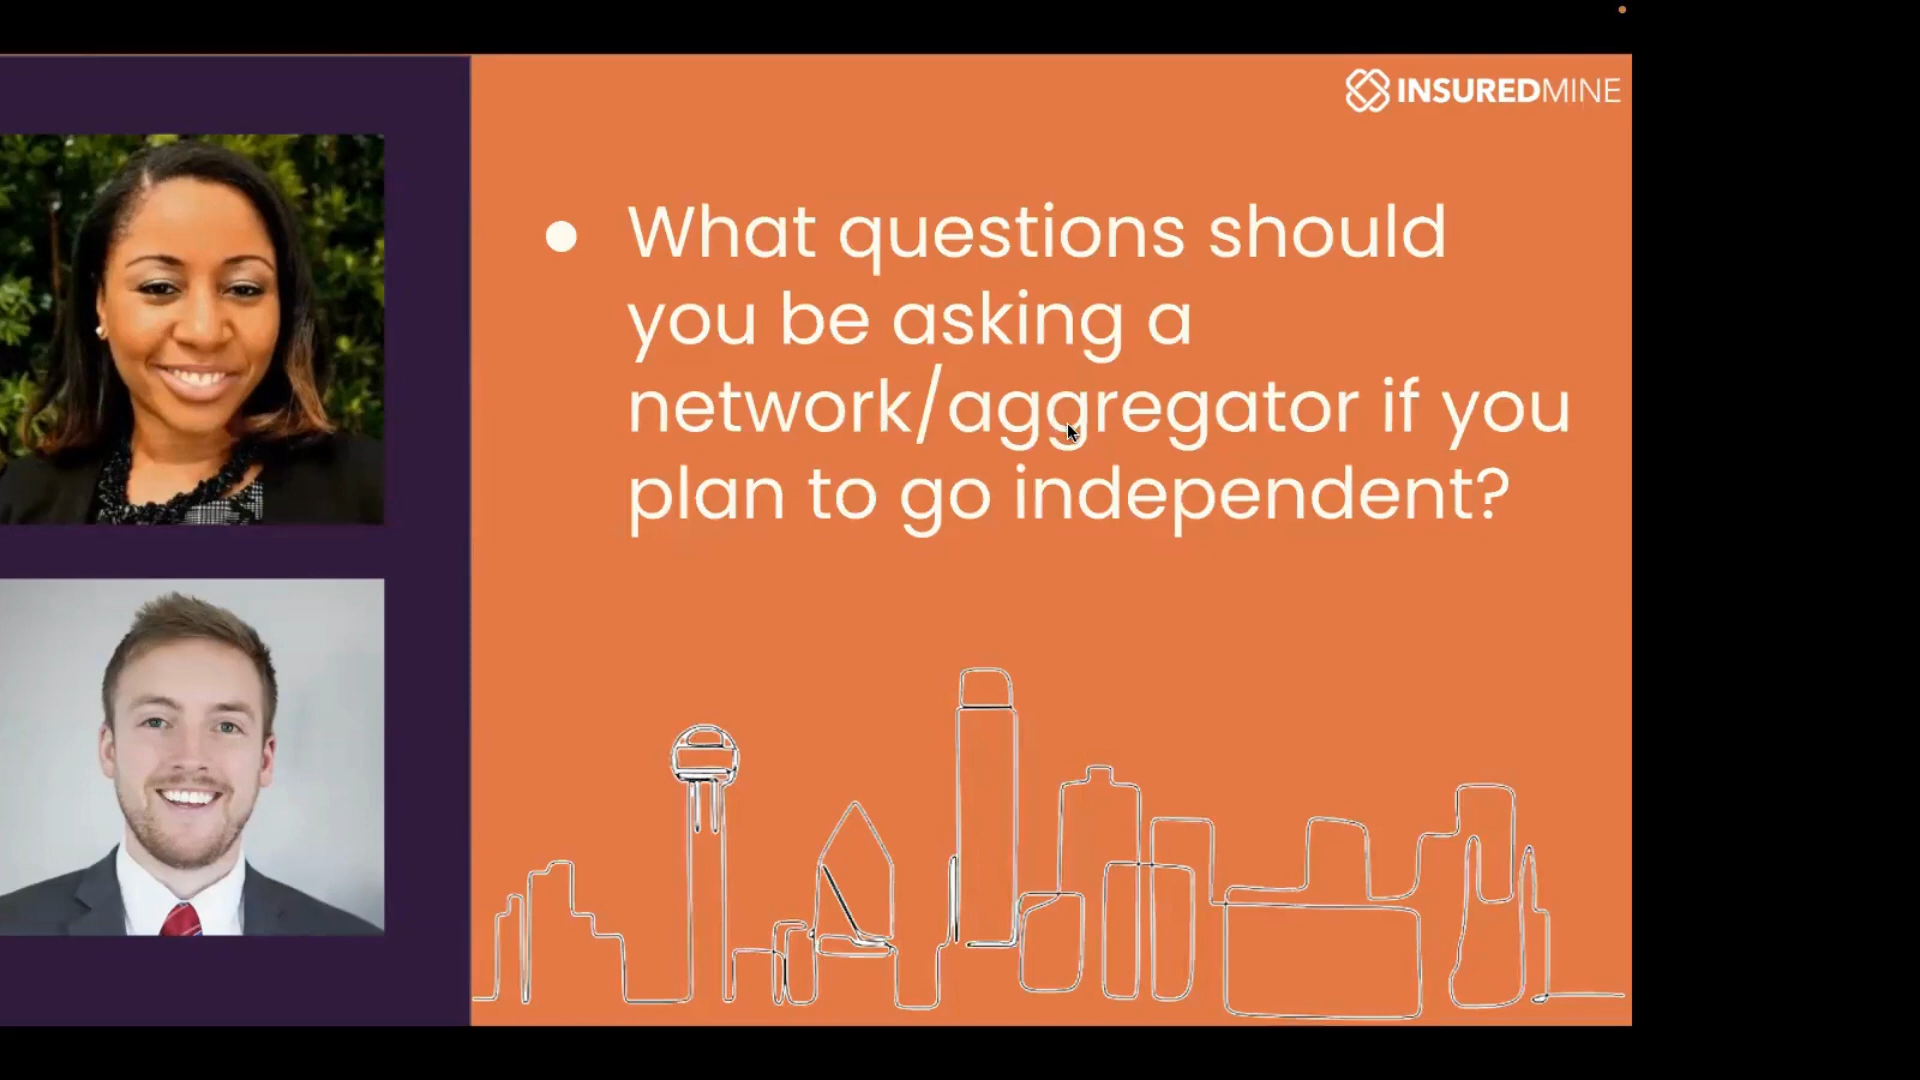 INSUREDMINE
● What questions should
you be asking a
network/aggregator if you
plan to go independent?